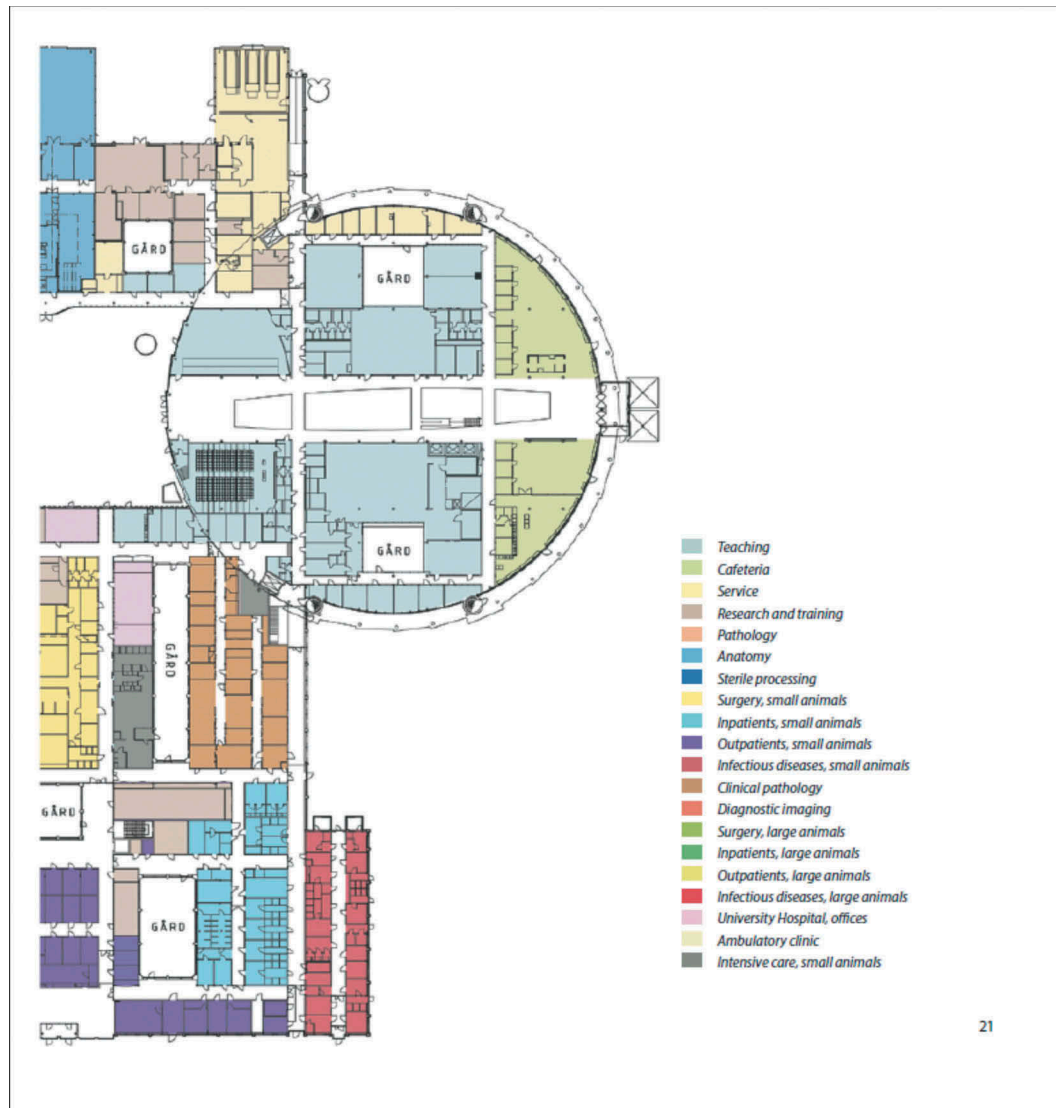 GÅRD
GÅRD
GÅRD
GÅRD
GÅRD
GÅRD
Teaching
Cafeteria
Service
Research and training
Pathology
Anatomy
Sterile processing
Surgery, small animals
Inpatients, small animals
Outpatients, small animals
Infectious diseases, small animals
Clinical pathology
Diagnostic imaging
Surgery, large animals
Inpatients, large animals
Outpatients, large animals
Infectious diseases, large animals
University Hospital, offices
Ambulatory clinic
Intensive care, small animals
21